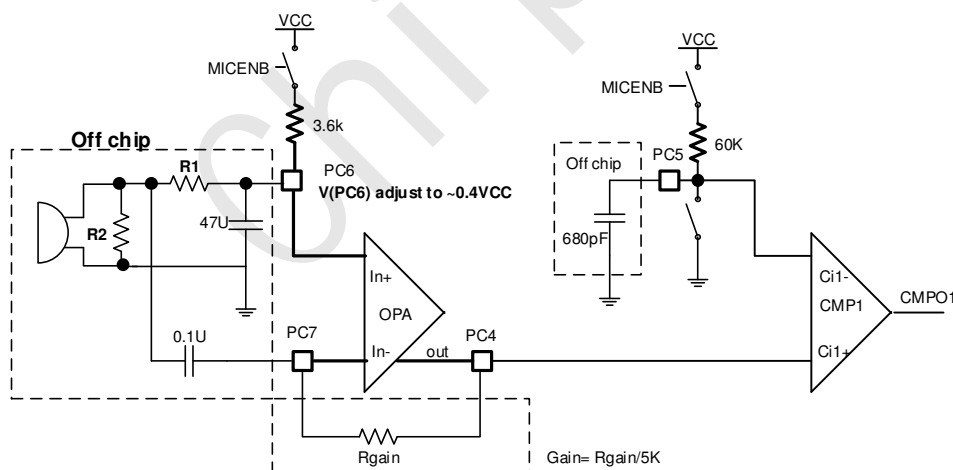 VCC
VCC
MICENB
MICENB
3.6k
60K
Off chip
Off chip
PC5
R1
PC6
V(PC6) adjust to ~0.4VCC
R2
47U
680pF
In+
Ci1-
OPA
CMP1
CMPO1
PC7
PC4
0.1U
In-
out
Ci1+
Rgain
Gain= Rgain/5K
chip